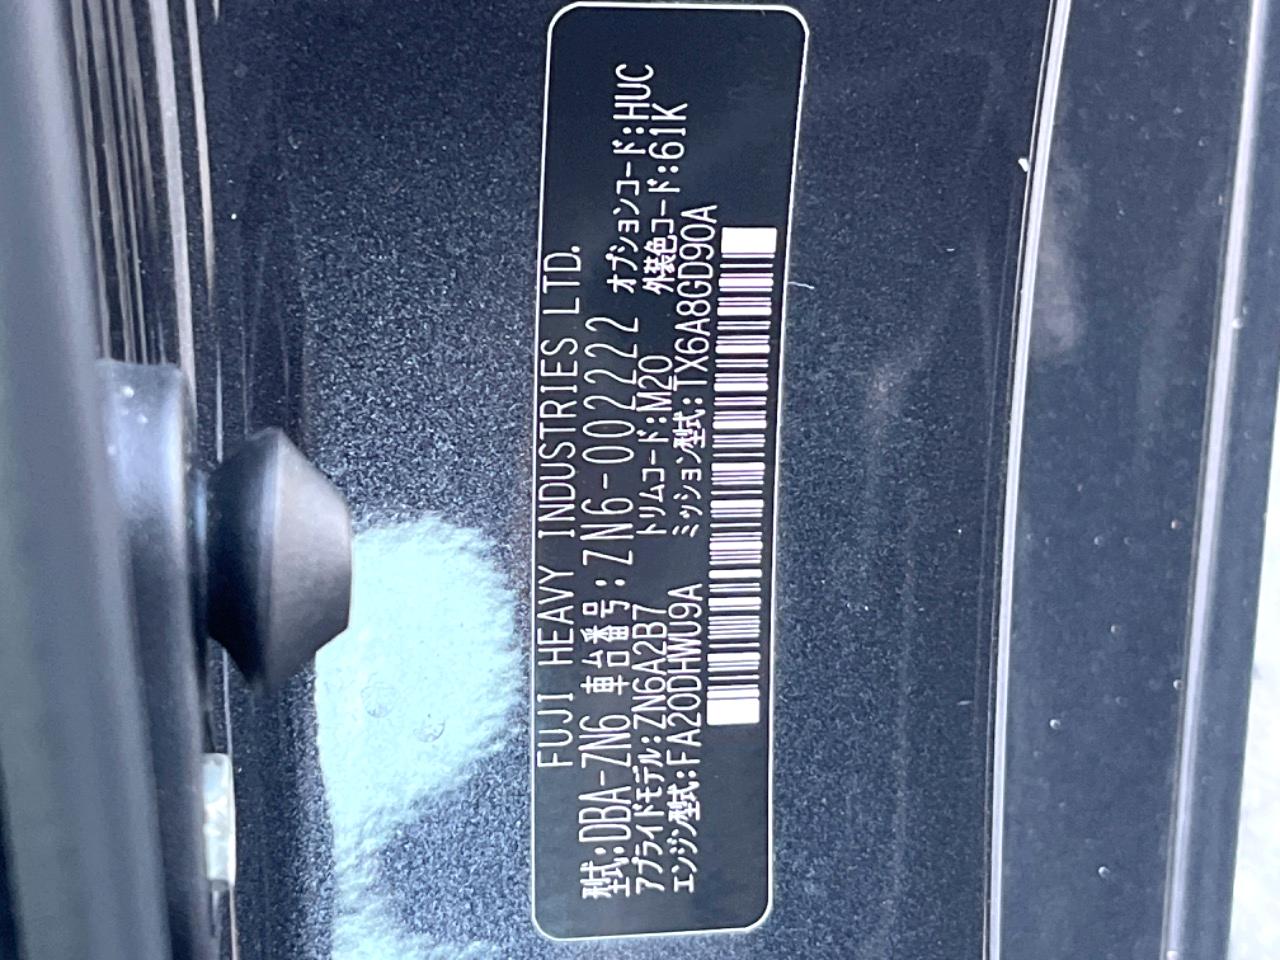 FUJI HEAVY INDUSTRIES LTD.
型式:DBA-ZN6 車台番号:ZN6-002222
アプライドモデル:ZN6A2B7 トリムコード:M20 オプションコード:HUC
エンジン型式:FA20DHWU9A ミッション型式:TX6A8GD90A 外装色コード:61K